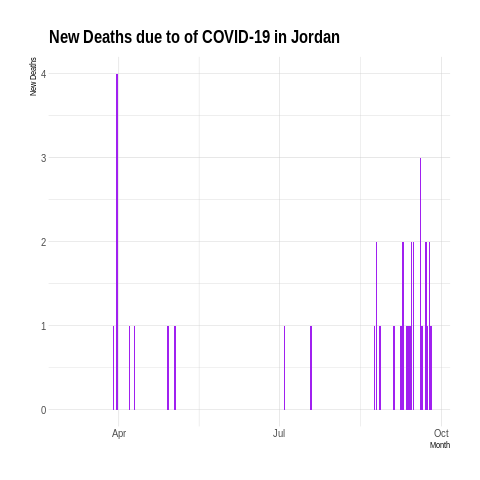 New Deaths due to of COVID-19 in Jordan
New Deaths
4
3
2
1
0
Apr
Jul
Oct
Month